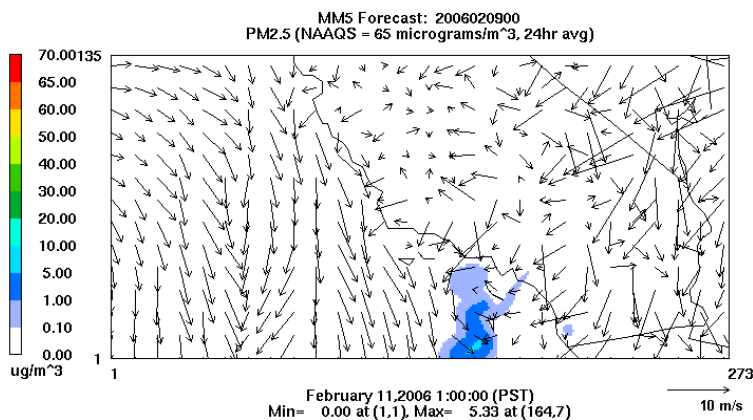 MM5 Forecast: 2006020900
PM2.5 (NAAQS = 65 micrograms/m^3, 24hr avg)
70.00
135
65.00
60.00
50.00
40.00
30.00
20.00
10.00
5.00
1.00
0.10
0.00
1
ug/m^3
1
273
February 11,2006 1:00:00 (PST)
10 m/s
Min= 0.00 at (1,1), Max= 5.33 at (164,7)